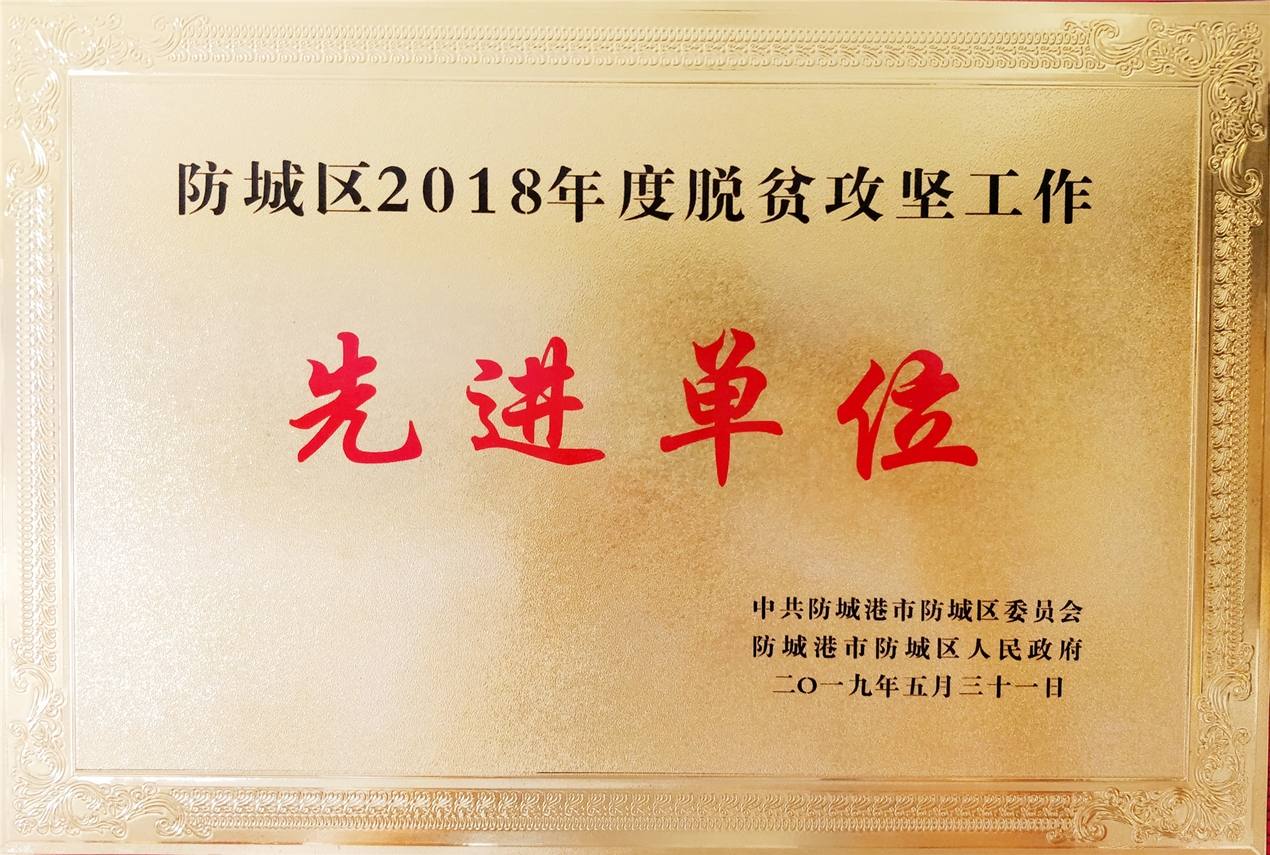 防城区2018年度脱贫攻坚工作
先进单位
中共防城港市防城区委员会
防城港市防城区人民政府
二〇一九年五月三十一日